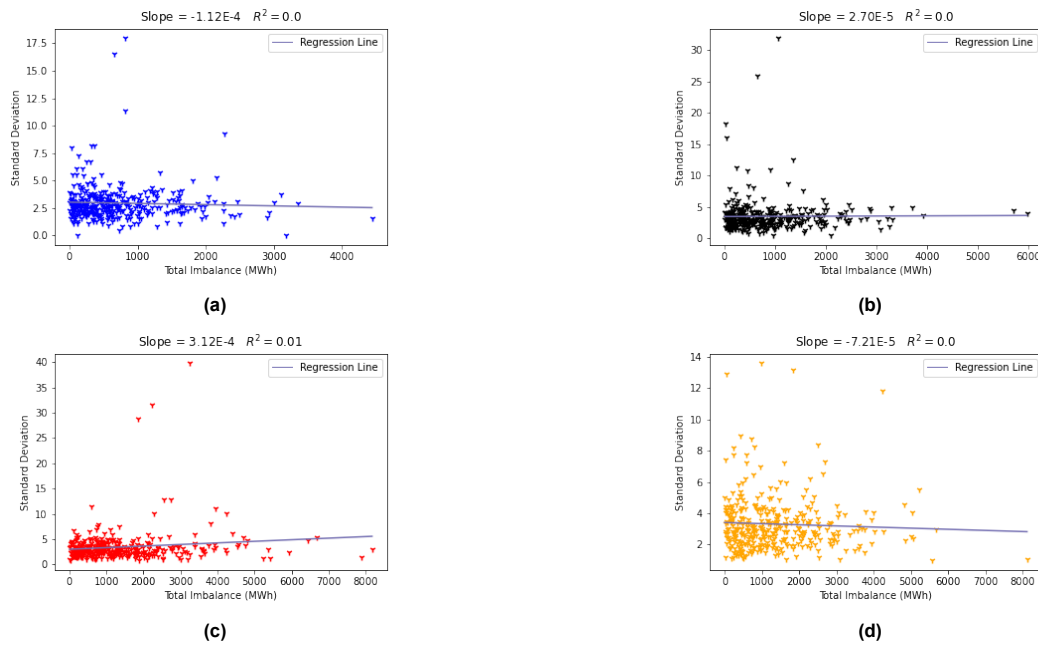 Slope = -1.12E-4 R² = 0.0
Regression Line
Standard Deviation
17.5
15.0
12.5
10.0
7.5
5.0
2.5
0.0
0 1000 2000 3000 4000
Total Imbalance (MWh)
(a)
Slope = 2.70E-5 R² = 0.0
Regression Line
Standard Deviation
30
25
20
15
10
5
0
0 1000 2000 3000 4000 5000 6000
Total Imbalance (MWh)
(b)
Slope = 3.12E-4 R² = 0.01
Regression Line
Standard Deviation
40
35
30
25
20
15
10
5
0
0 1000 2000 3000 4000 5000 6000 7000 8000
Total Imbalance (MWh)
(c)
Slope = -7.21E-5 R² = 0.0
Regression Line
Standard Deviation
14
12
10
8
6
4
2
0 1000 2000 3000 4000 5000 6000 7000 8000
Total Imbalance (MWh)
(d)